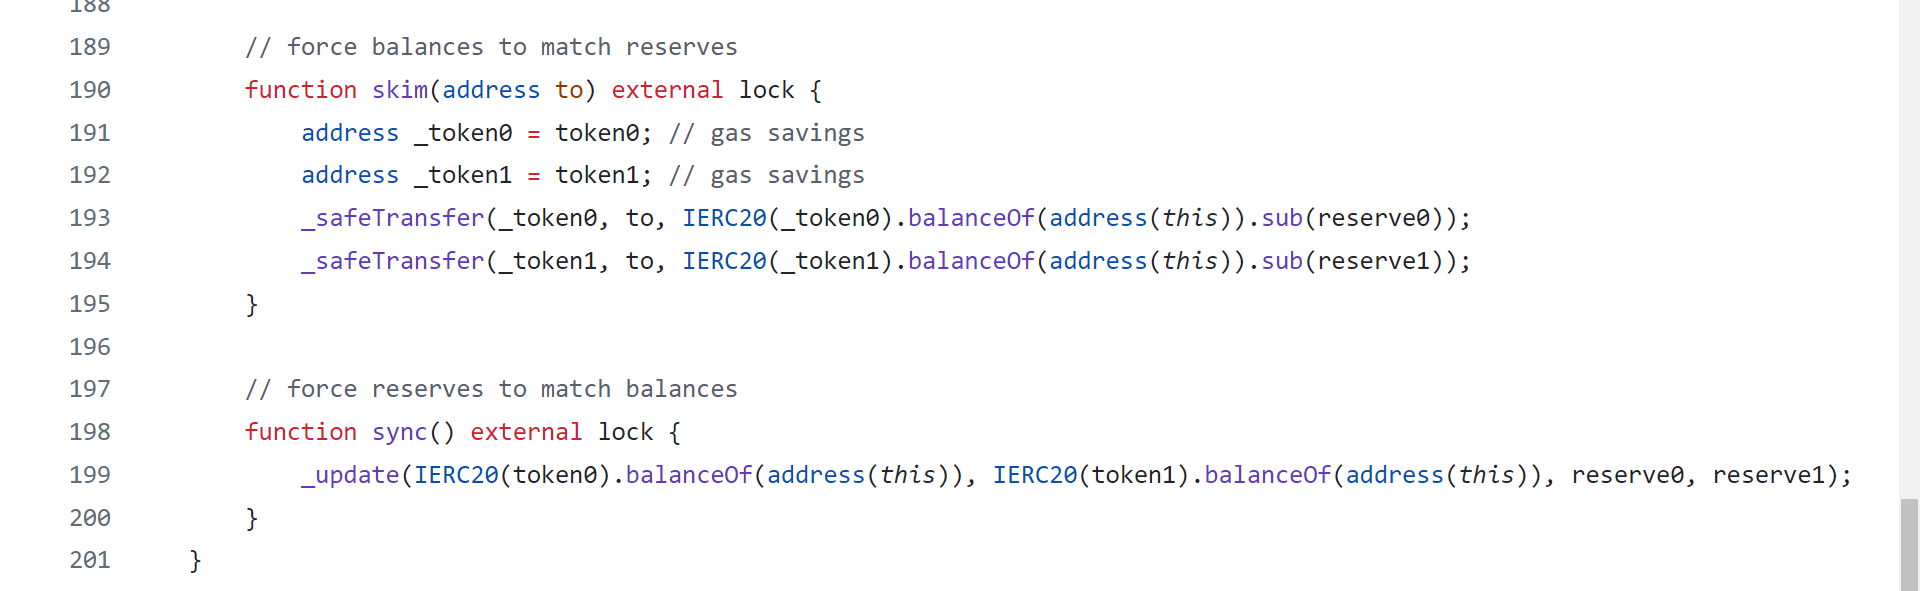 188
189 // force balances to match reserves
190 function skim(address to) external lock {
191 address _token0 = token0; // gas savings
192 address _token1 = token1; // gas savings
193 _safeTransfer(_token0, to, IERC20(_token0).balanceOf(address(this)).sub(reserve0));
194 _safeTransfer(_token1, to, IERC20(_token1).balanceOf(address(this)).sub(reserve1));
195 }
196
197 // force reserves to match balances
198 function sync() external lock {
199 _update(IERC20(token0).balanceOf(address(this)), IERC20(token1).balanceOf(address(this)), reserve0, reserve1);
200 }
201 }